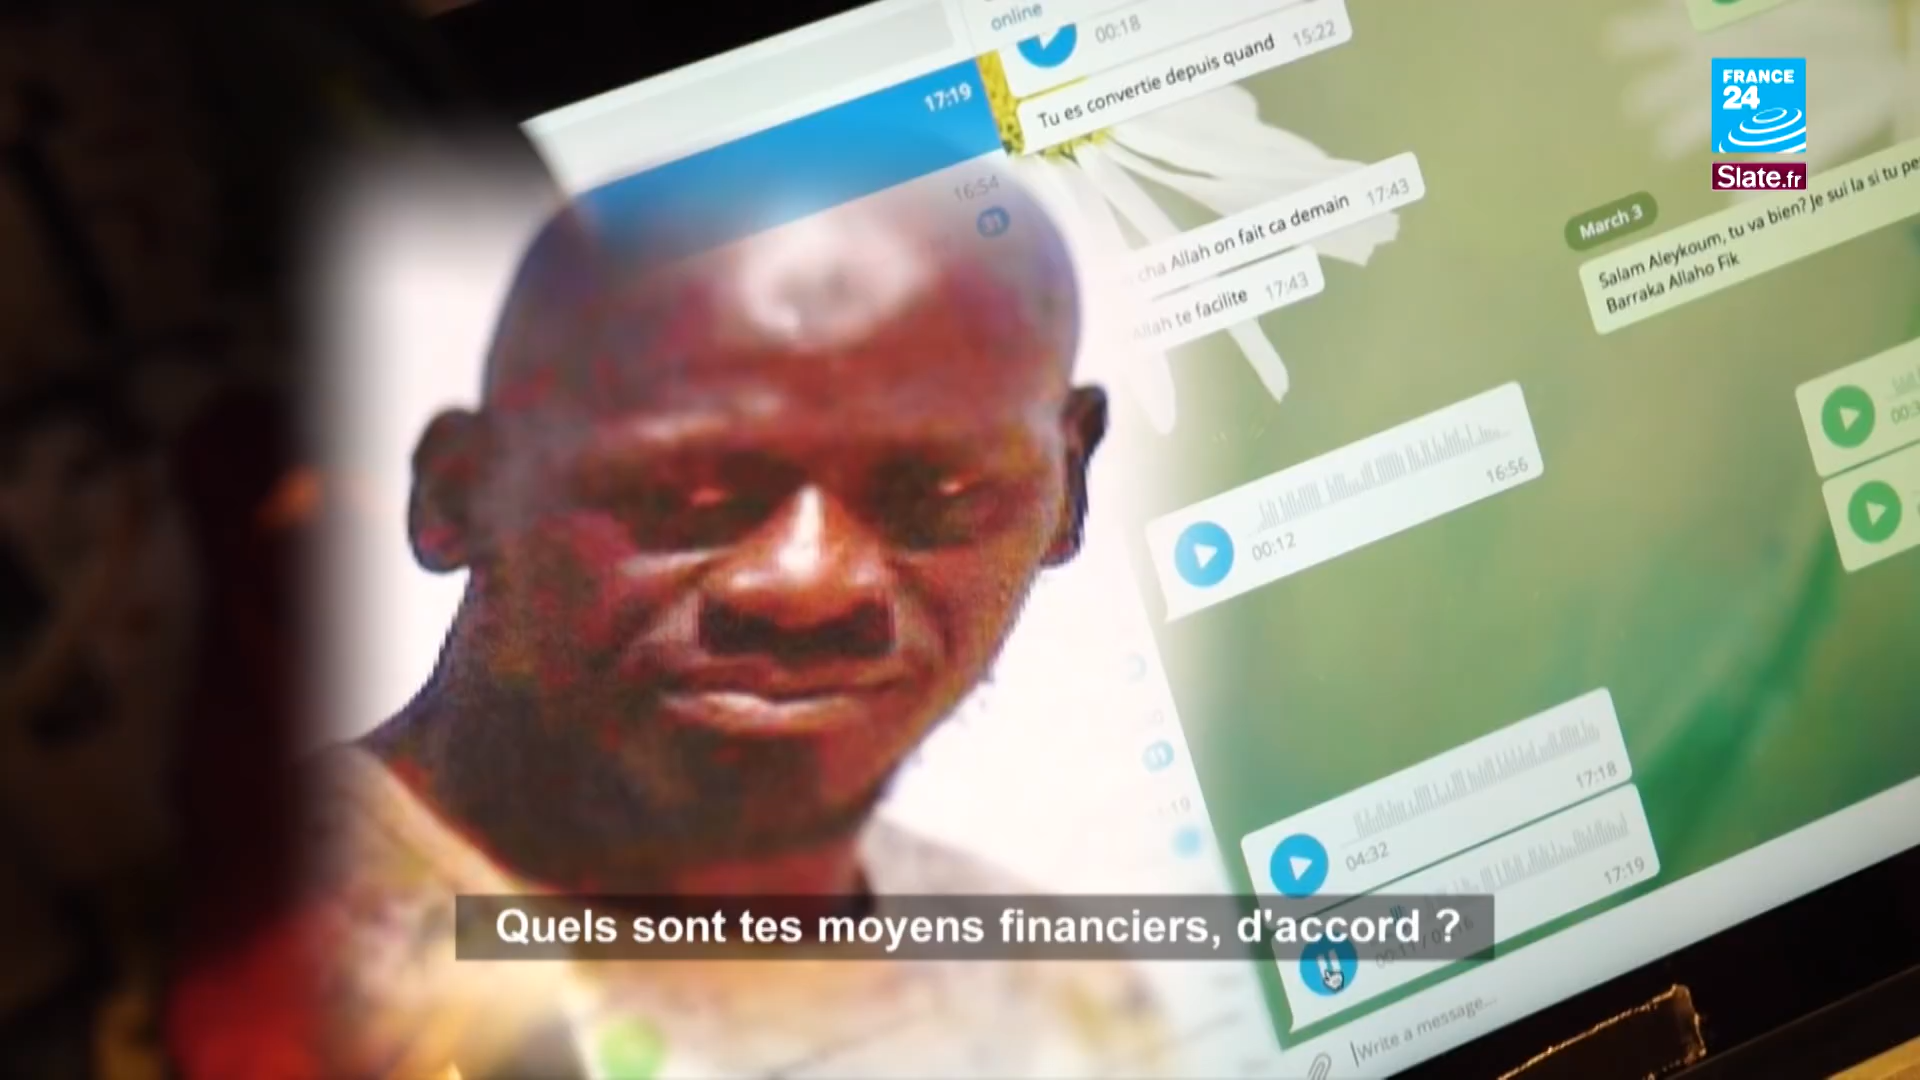 online
00:18
15:22
Tu es convertie depuis quand
17:19
16:54
31
FRANCE
24
Slate.fr
cha Allah on fait ca demain 17:43
Allah te facilite 17:43
March 3
Salam Aleykoum, tu va bien? Je sui la si tu
Barraka Allaho Fik
16:56
00:12
17:18
04:32
17:19
Quels sont tes moyens financiers, d'accord ?
Write a message...